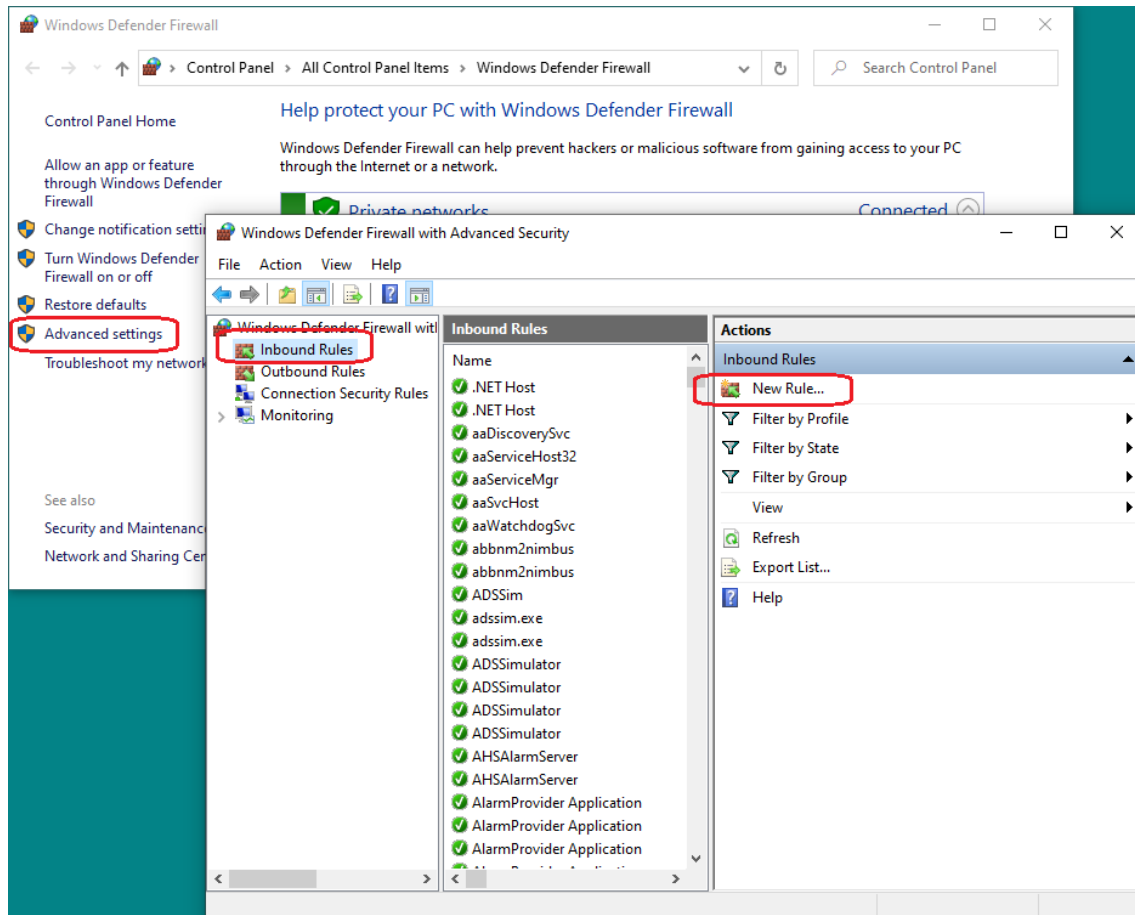 Windows Defender Firewall
Control Panel > All Control Panel Items > Windows Defender Firewall
Search Control Panel
Control Panel Home
Allow an app or feature
through Windows Defender
Firewall
Change notification setti
Turn Windows Defender
Firewall on or off
Restore defaults
Advanced settings
Troubleshoot my network
See also
Security and Maintenance
Network and Sharing Cen
Help protect your PC with Windows Defender Firewall
Windows Defender Firewall can help prevent hackers or malicious software from gaining access to your PC
through the Internet or a network.
Private networks
Connected
Windows Defender Firewall with Advanced Security
File Action View Help
Windows Defender Firewall with
Inbound Rules
Outbound Rules
Connection Security Rules
Monitoring
Inbound Rules
Name
.NET Host
.NET Host
aaDiscoverySvc
aaServiceHost32
aaServiceMgr
aaSvcHost
aaWatchdogSvc
abbnm2nimbus
abbnm2nimbus
ADSSim
adssim.exe
adssim.exe
ADSSimulator
ADSSimulator
ADSSimulator
ADSSimulator
AHSAlarmServer
AHSAlarmServer
AlarmProvider Application
AlarmProvider Application
AlarmProvider Application
Actions
Inbound Rules
New Rule...
Filter by Profile
Filter by State
Filter by Group
View
Refresh
Export List...
Help